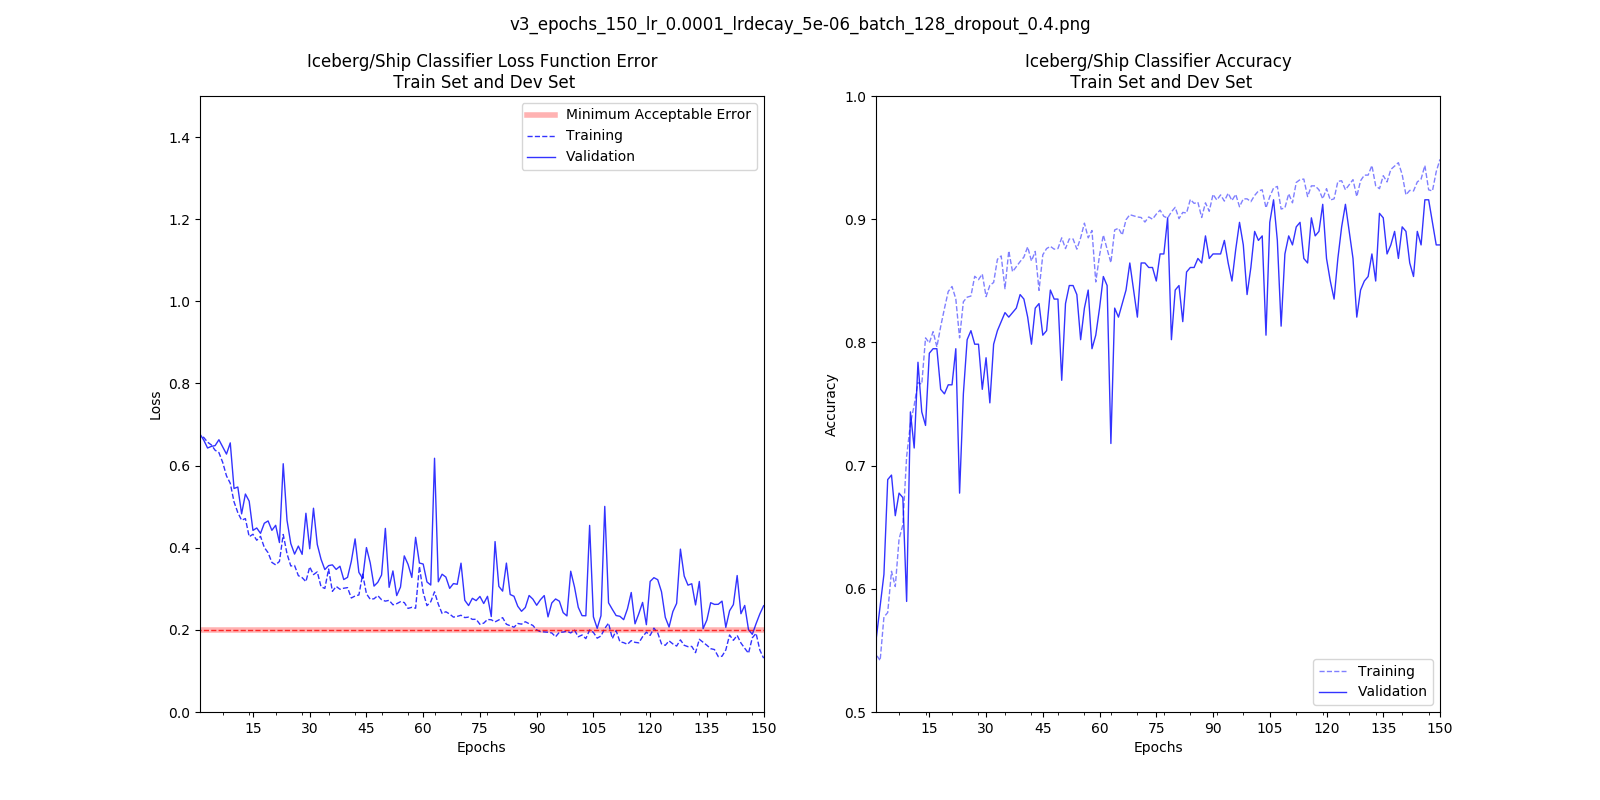 v3_epochs_150_lr_0.0001_lrdecay_5e-06_batch_128_dropout_0.4.png
Iceberg/Ship Classifier Loss Function Error
Train Set and Dev Set
Minimum Acceptable Error
Training
Validation
1.4
1.2
1.0
0.8
0.6
0.4
0.2
0.0
Loss
15 30 45 60 75 90 105 120 135 150
Epochs
Iceberg/Ship Classifier Accuracy
Train Set and Dev Set
1.0
0.9
0.8
0.7
0.6
0.5
Accuracy
Training
Validation
15 30 45 60 75 90 105 120 135 150
Epochs